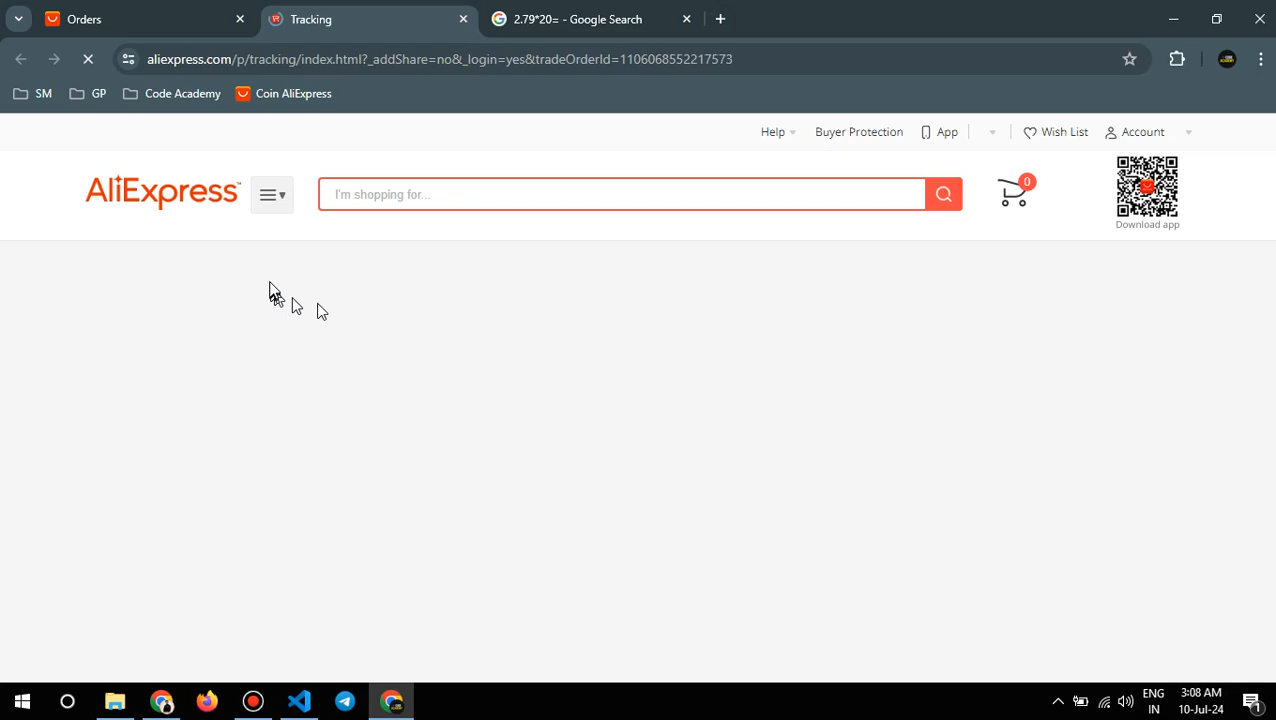 Orders
Tracking
2.79*20= - Google Search
aliexpress.com/p/tracking/index.html?_addShare=no&_login=yes&tradeOrderId=1106068552217573
SM
GP
Code Academy
Coin AliExpress
Help
Buyer Protection
App
Wish List
Account
AliExpress™
I'm shopping for...
0
Download app
ENG
IN
3:08 AM
10-Jul-24
1